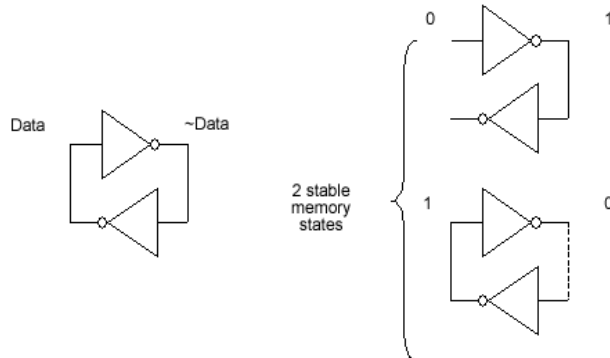 0 1
Data ~Data
2 stable
memory
states
1 0